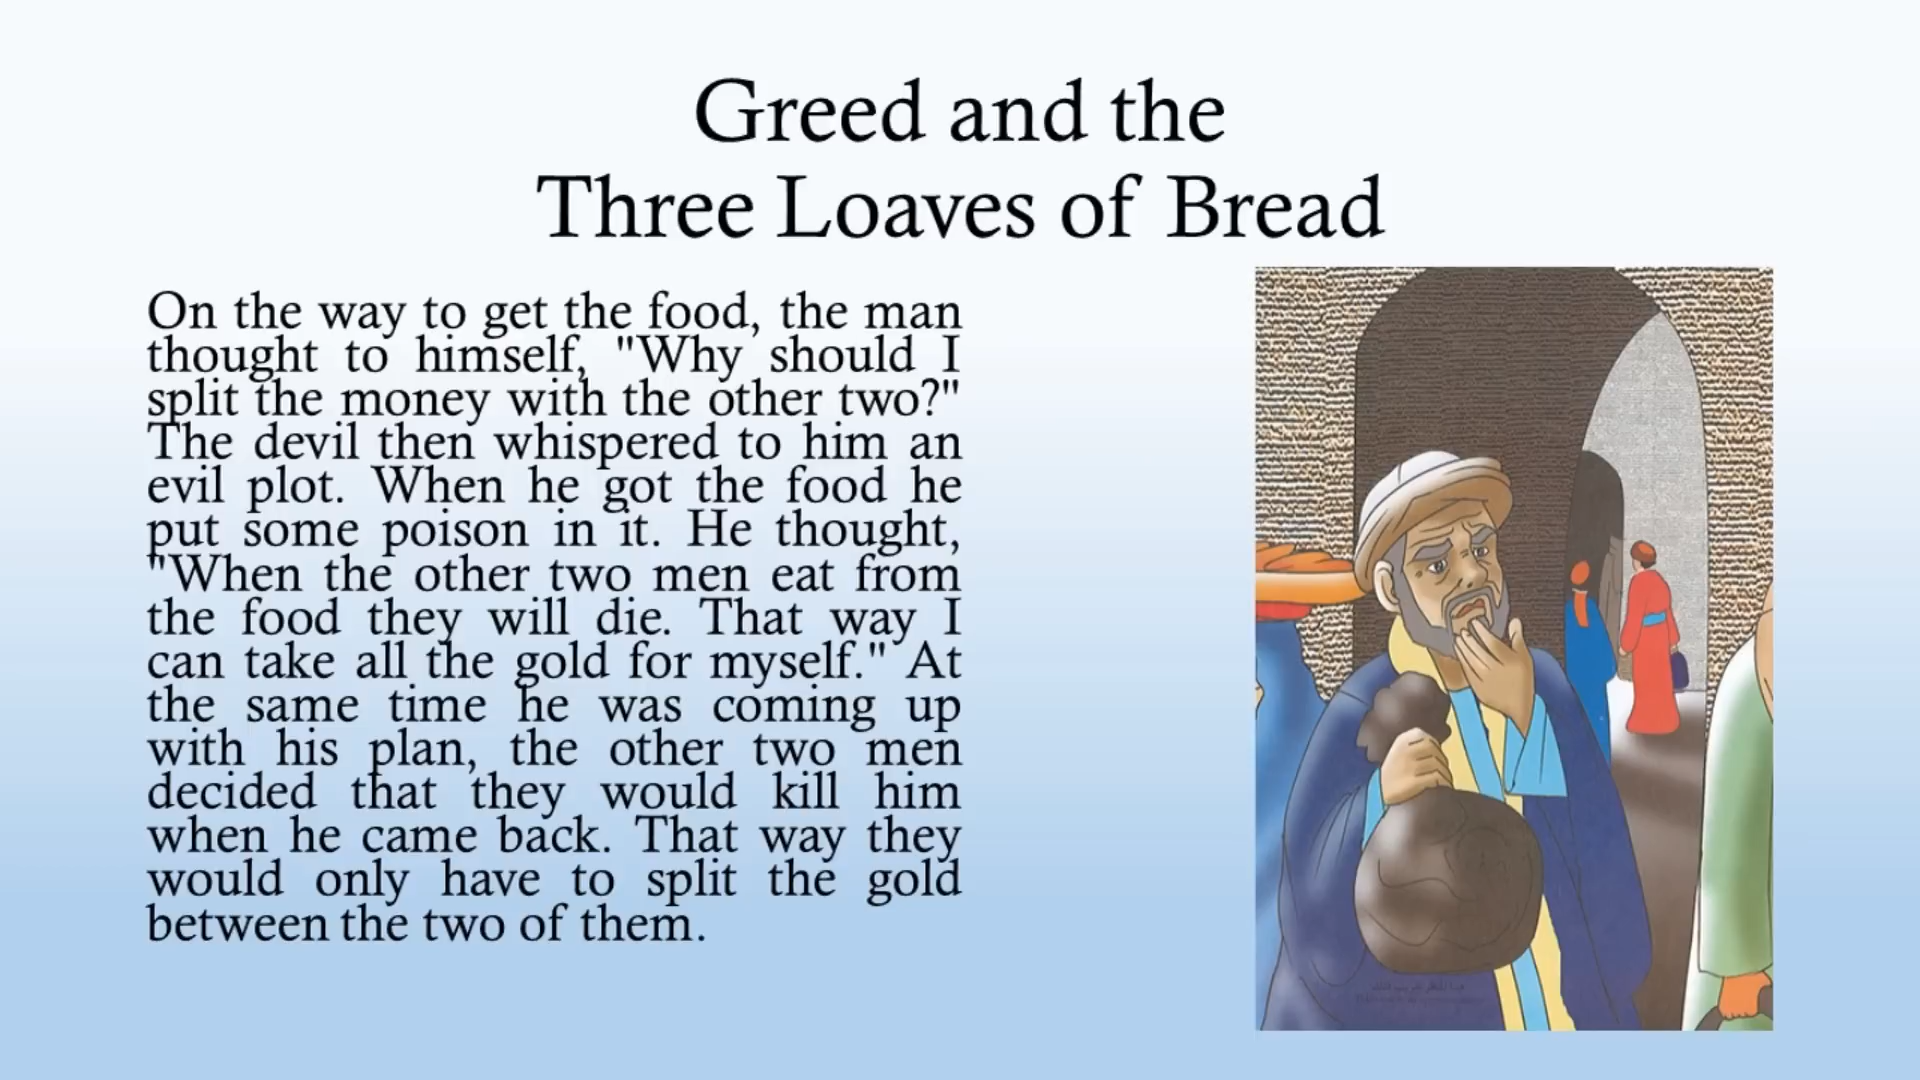 Greed and the
Three Loaves of Bread
On the way to get the food, the man
thought to himself, "Why should I
split the money with the other two?"
The devil then whispered to him an
evil plot. When he got the food he
put some poison in it. He thought,
"When the other two men eat from
the food they will die. That way I
can take all the gold for myself." At
the same time he was coming up
with his plan, the other two men
decided that they would kill him
when he came back. That way they
would only have to split the gold
between the two of them.